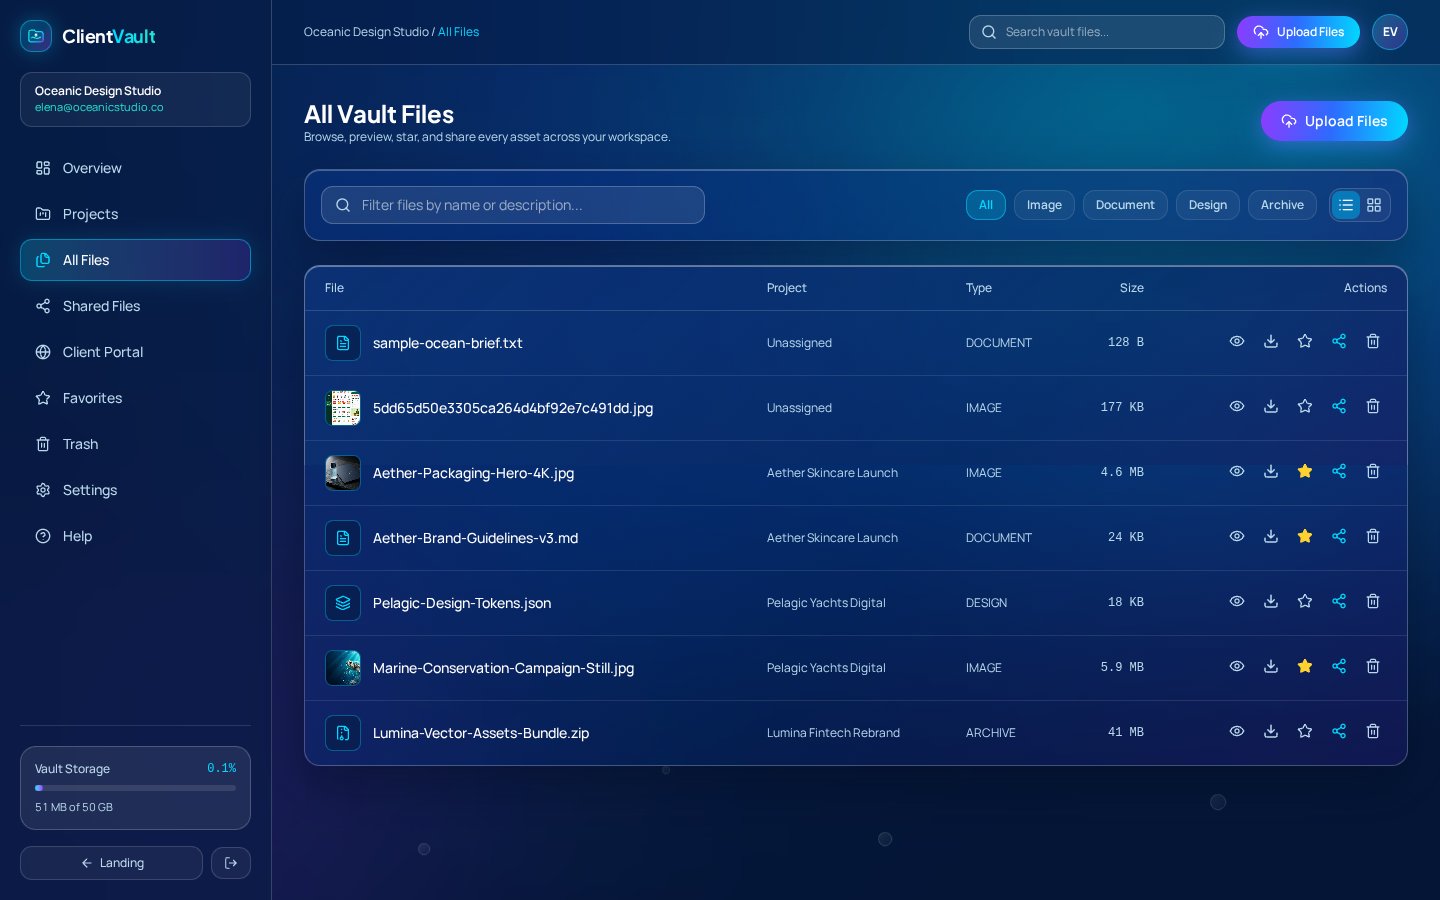 ClientVault
Oceanic Design Studio
elena@oceanicstudio.co
Overview
Projects
All Files
Shared Files
Client Portal
Favorites
Trash
Settings
Help
Vault Storage 0.1%
51 MB of 50 GB
Landing
Oceanic Design Studio / All Files
Search vault files...
Upload Files
EV
All Vault Files
Browse, preview, star, and share every asset across your workspace.
Upload Files
Filter files by name or description...
All Image Document Design Archive
File Project Type Size Actions
sample-ocean-brief.txt Unassigned DOCUMENT 128 B
5dd65d50e3305ca264d4bf92e7c491dd.jpg Unassigned IMAGE 177 KB
Aether-Packaging-Hero-4K.jpg Aether Skincare Launch IMAGE 4.6 MB
Aether-Brand-Guidelines-v3.md Aether Skincare Launch DOCUMENT 24 KB
Pelagic-Design-Tokens.json Pelagic Yachts Digital DESIGN 18 KB
Marine-Conservation-Campaign-Still.jpg Pelagic Yachts Digital IMAGE 5.9 MB
Lumina-Vector-Assets-Bundle.zip Lumina Fintech Rebrand ARCHIVE 41 MB